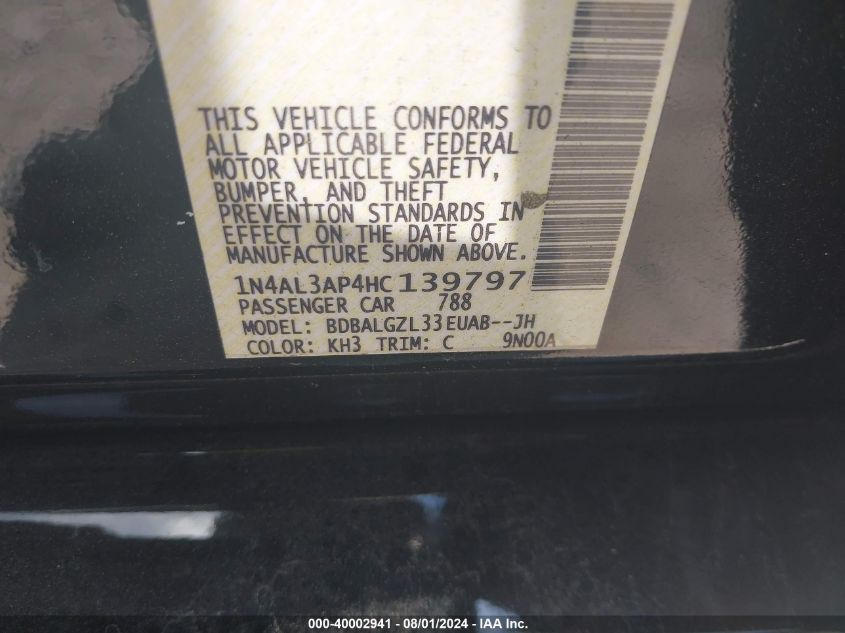 THIS VEHICLE CONFORMS TO
ALL APPLICABLE FEDERAL
MOTOR VEHICLE SAFETY,
BUMPER, AND THEFT
PREVENTION STANDARDS IN
EFFECT ON THE DATE OF
MANUFACTURE SHOWN ABOVE.
1N4AL3AP4HC139797
PASSENGER CAR 788
MODEL: BDBALGZL33EUAB--JH
COLOR: KH3 TRIM: C 9N00A
000-40002941 - 08/01/2024 - IAA Inc.